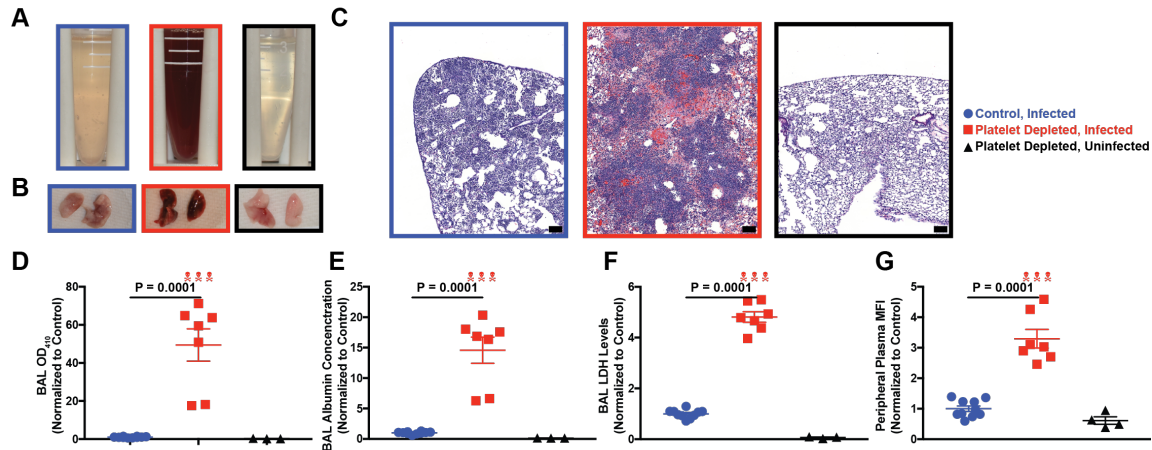 A
B
C
Control, Infected
Platelet Depleted, Infected
Platelet Depleted, Uninfected
D
P = 0.0001
BAL OD410
(Normalized to Control)
80
60
40
20
0
E
P = 0.0001
BAL Albumin Concenctration
(Normalized to Control)
25
20
15
10
5
0
F
P = 0.0001
BAL LDH Levels
(Normalized to Control)
6
4
2
0
G
P = 0.0001
Peripheral Plasma MFI
(Normalized to Control)
5
4
3
2
1
0